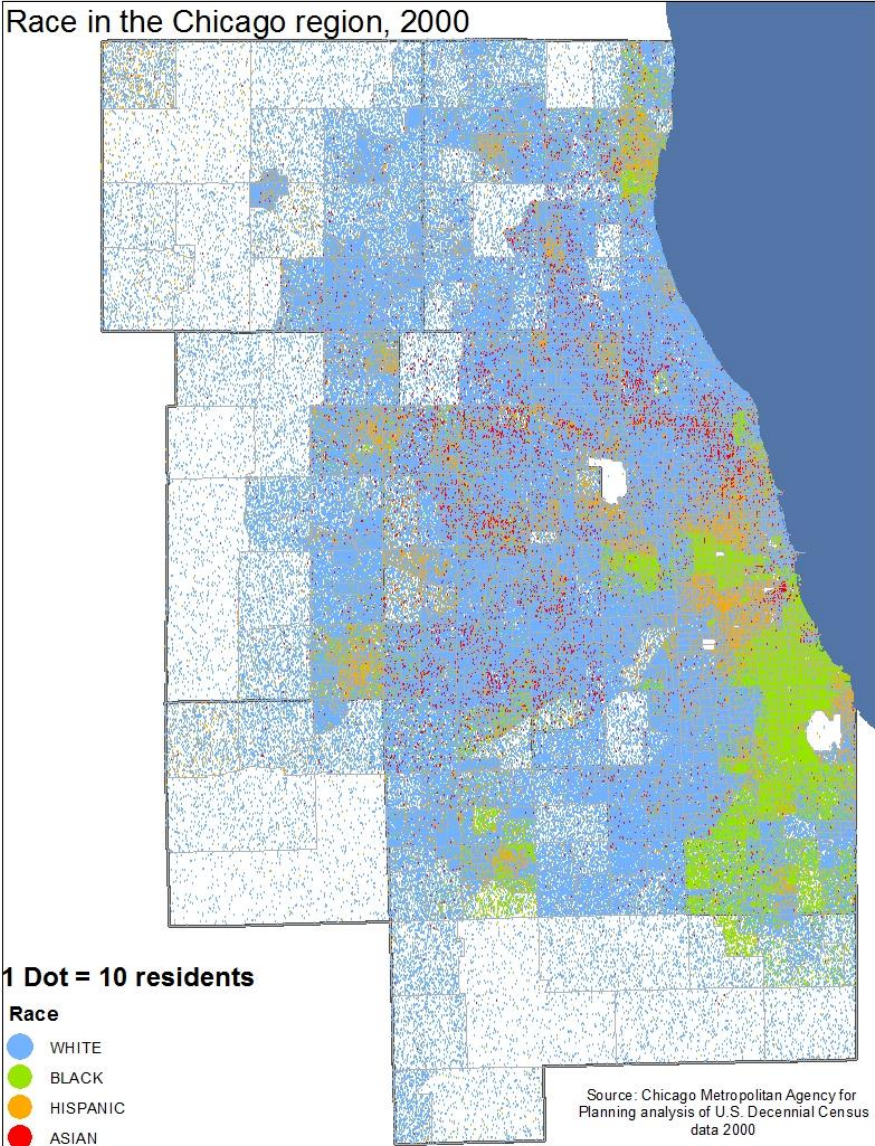 Race in the Chicago region, 2000
1 Dot = 10 residents
Race
WHITE
BLACK
HISPANIC
ASIAN
Source: Chicago Metropolitan Agency for
Planning analysis of U.S. Decennial Census
data 2000